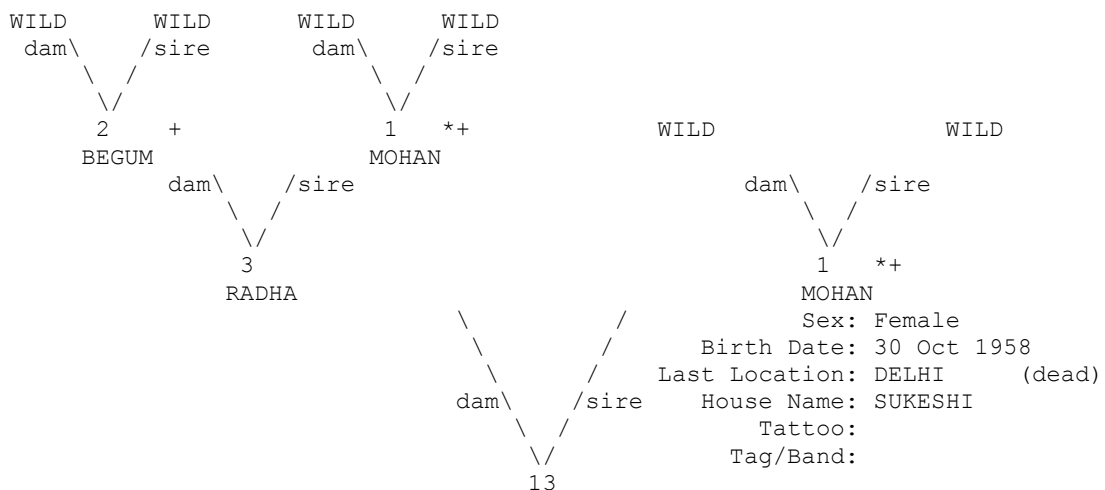 WILD WILD WILD WILD
dam\ /sire dam\ /sire
\ / \ /
\/ \/
2 + 1 *+ WILD WILD
BEGUM MOHAN
dam\ /sire dam\ /sire
\ / \ /
\/ \/
3 1 *+
RADHA MOHAN
\ / Sex: Female
\ / Birth Date: 30 Oct 1958
\ / Last Location: DELHI (dead)
dam\ /sire House Name: SUKESHI
\ / Tattoo:
\/ Tag/Band:
13